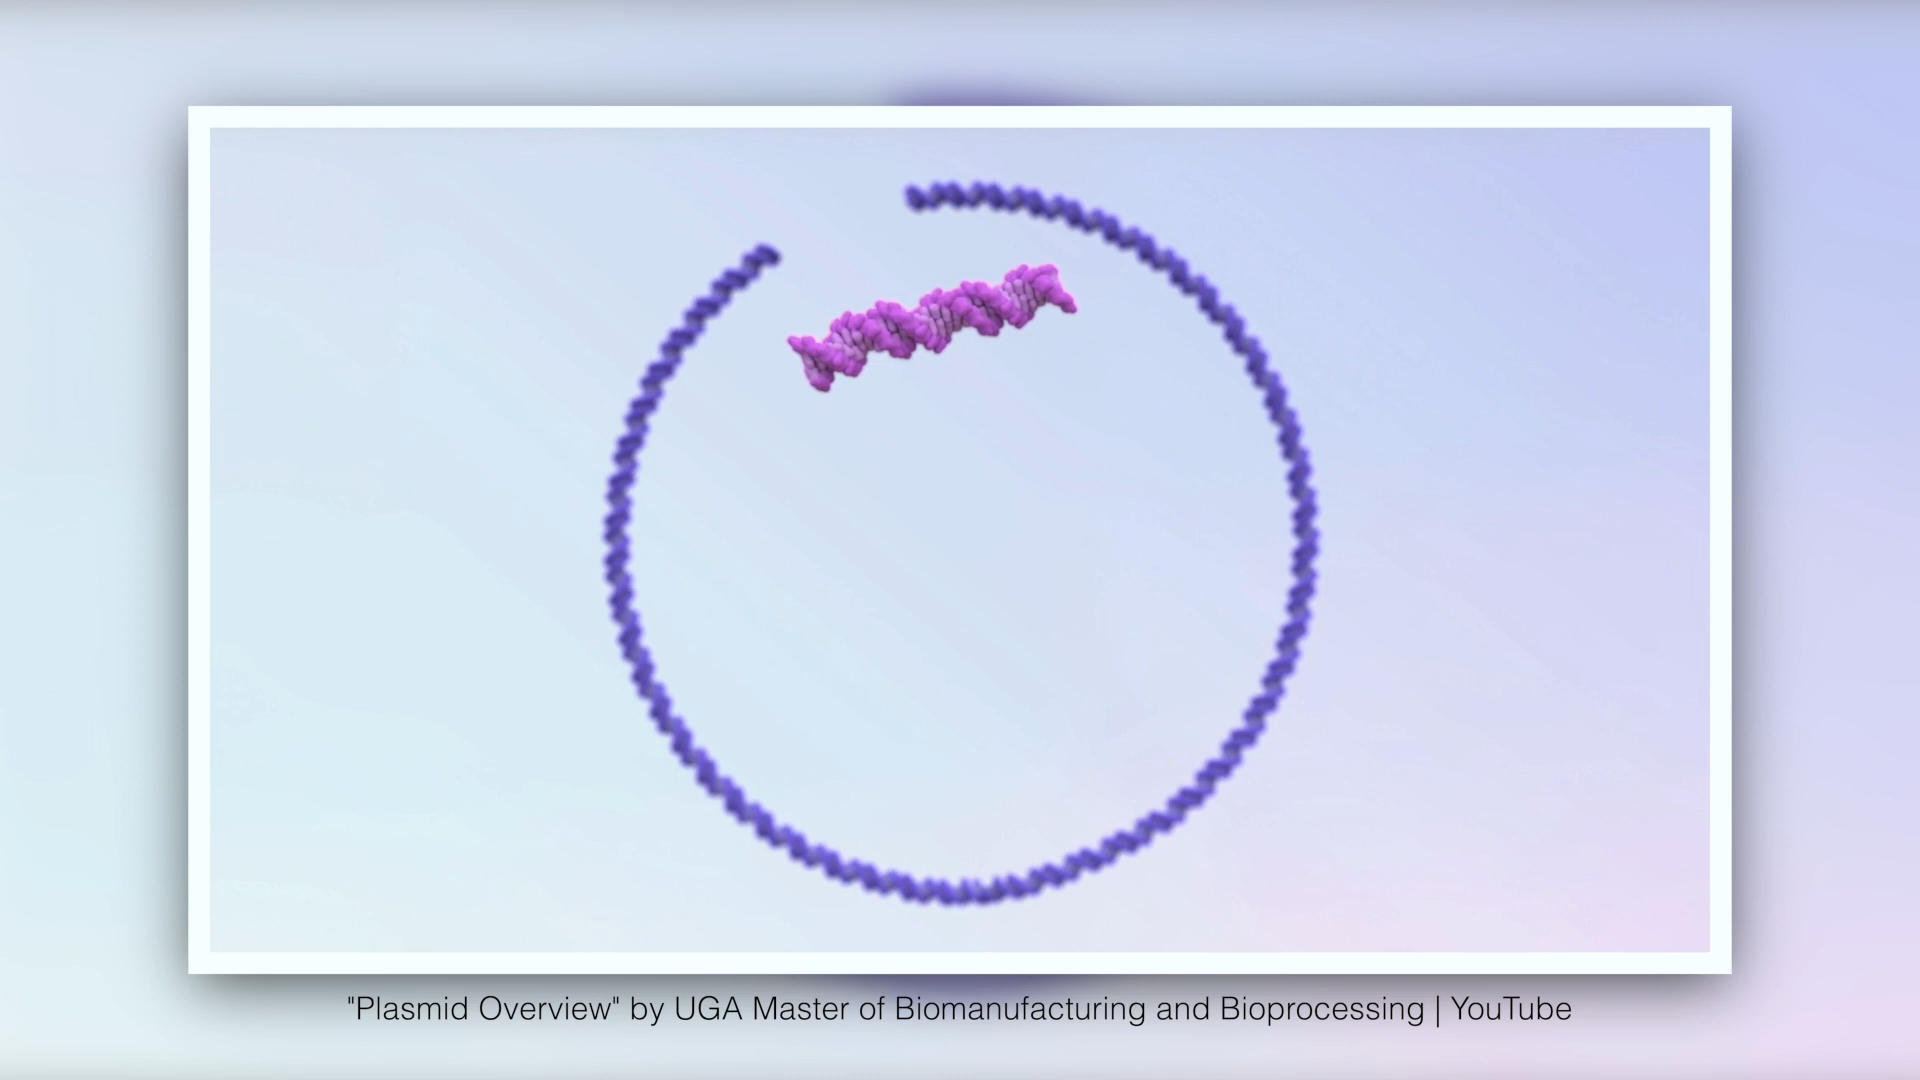 "Plasmid Overview" by UGA Master of Biomanufacturing and Bioprocessing | YouTube